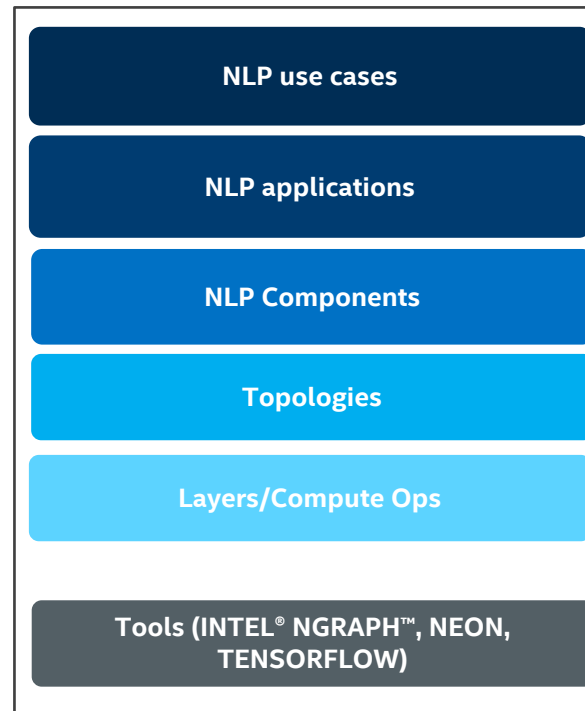 NLP use cases
NLP applications
NLP Components
Topologies
Layers/Compute Ops
Tools (INTEL® NGRAPH™, NEON,
TENSORFLOW)